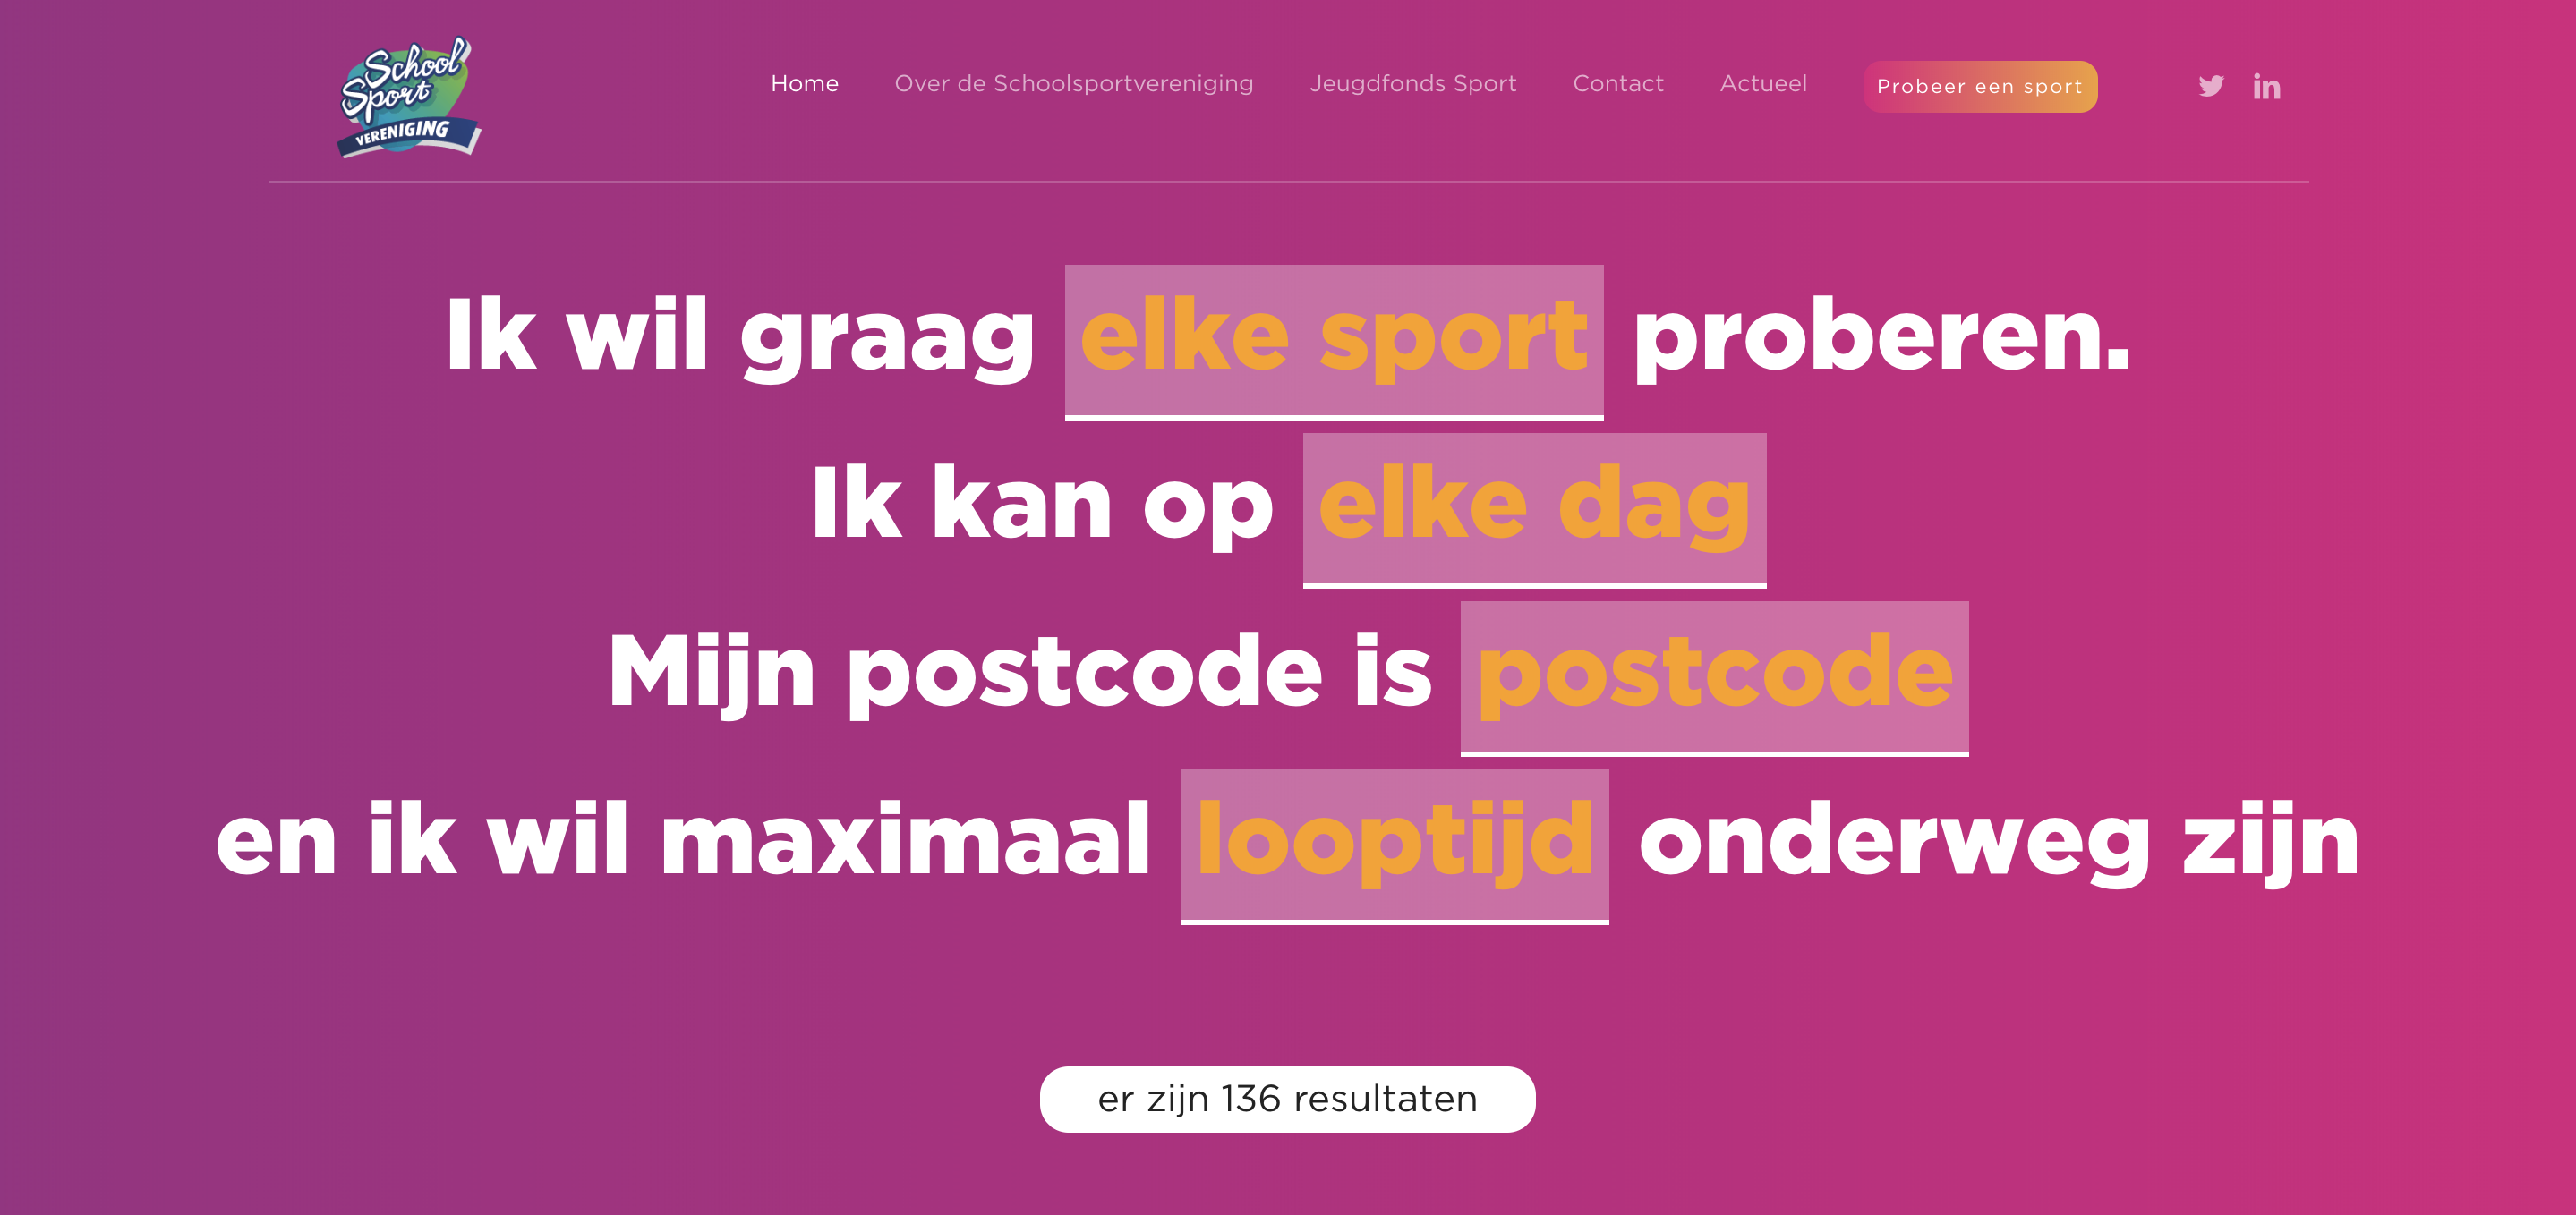 School
Sport
VERENIGING
Home
Over de Schoolsportvereniging
Jeugdfonds Sport
Contact
Actueel
Probeer een sport
in
Ik wil graag elke sport proberen.
Ik kan op elke dag
Mijn postcode is postcode
en ik wil maximaal looptijd onderweg zijn
er zijn 136 resultaten